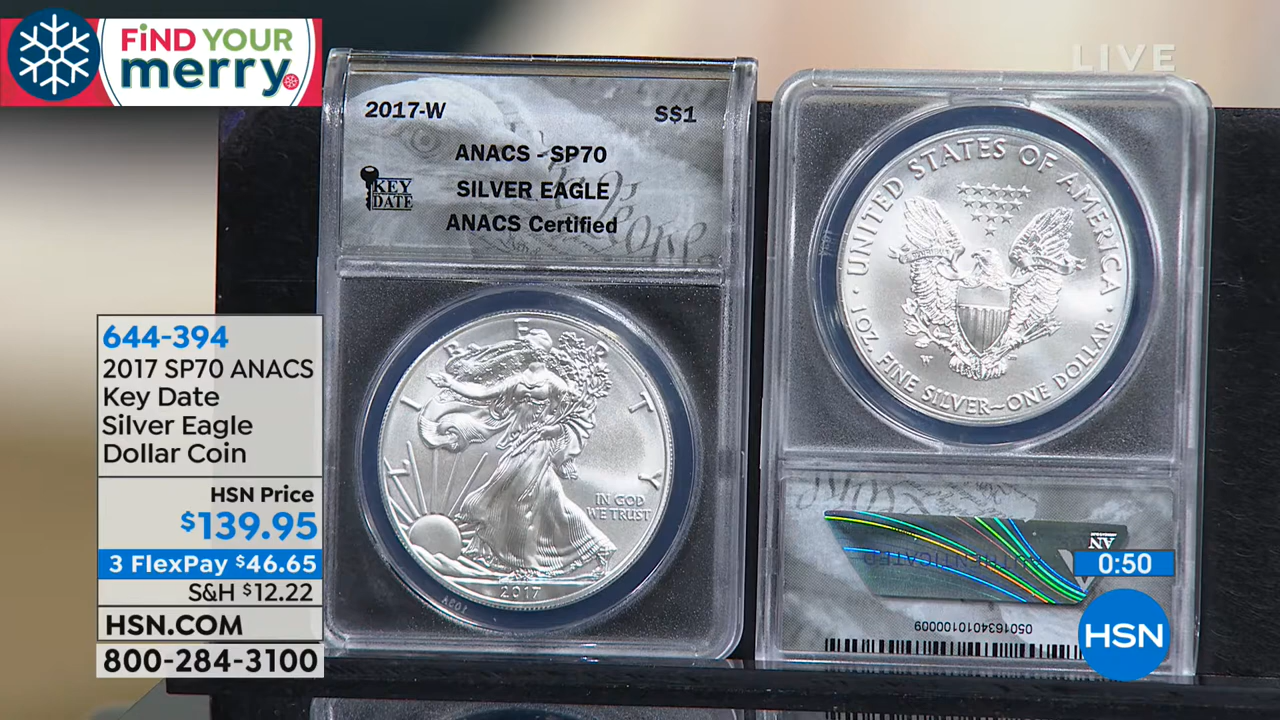 FiND YOUR
merry.
LIVE
2017-W S$1
ANACS - SP70
KEY
DATE
SILVER EAGLE
ANACS Certified
LIBERTY
IN GOD
WE TRUST
2017
UNITED STATES OF AMERICA
W
1 OZ. FINE SILVER~ONE DOLLAR
644-394
2017 SP70 ANACS
Key Date
Silver Eagle
Dollar Coin
HSN Price
$139.95
3 FlexPay $46.65
S&H $12.22
HSN.COM
800-284-3100
AUTHENTICATED
AN
0501634010100009
0:50
HSN